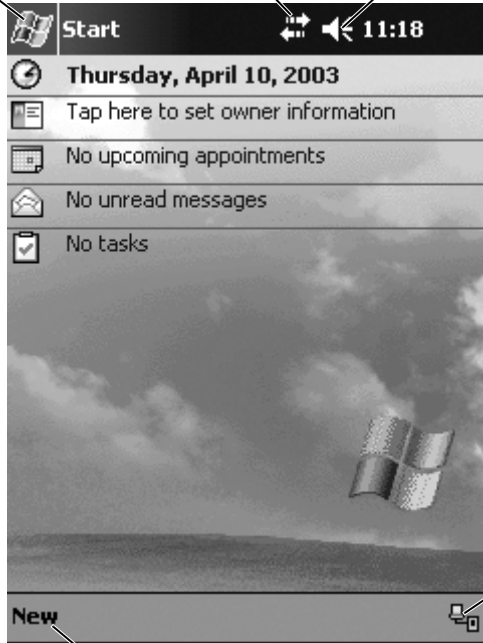 Start 11:18
Thursday, April 10, 2003
Tap here to set owner information
No upcoming appointments
No unread messages
No tasks
New